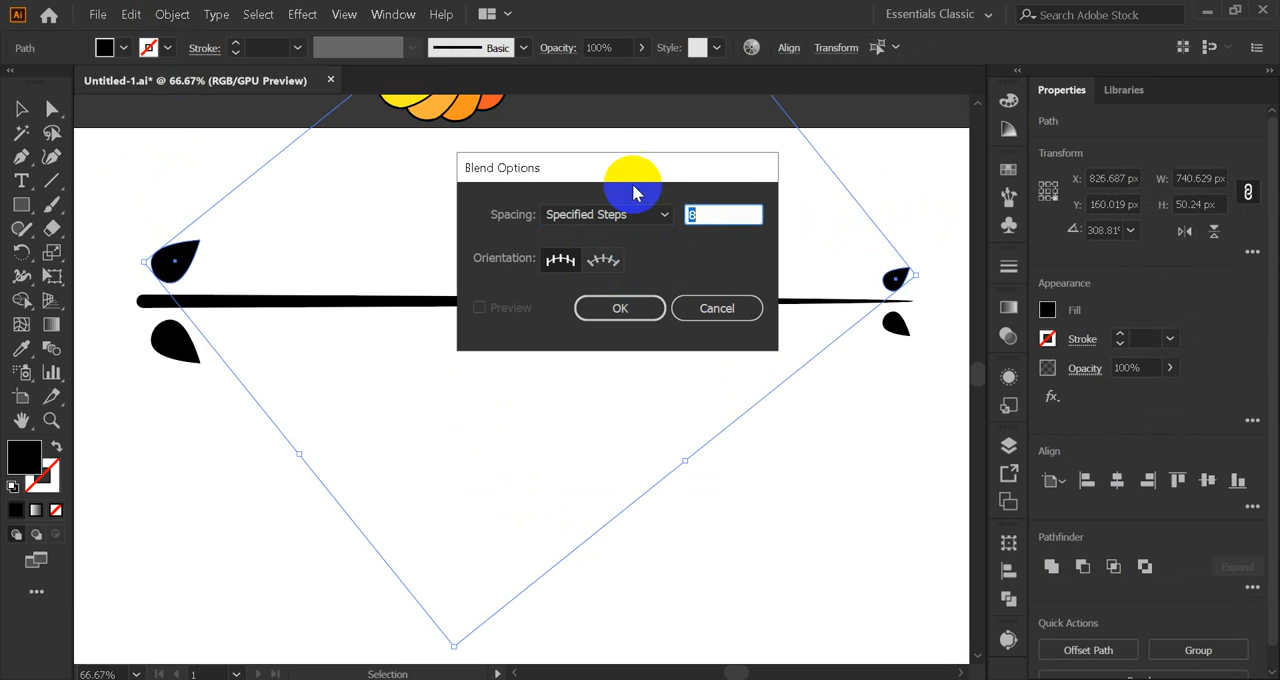 Ai File Edit Object Type Select Effect View Window Help Essentials Classic Search Adobe Stock
Path Stroke: Basic Opacity: 100% Style: Align Transform
Untitled-1.ai* @ 66.67% (RGB/GPU Preview) Properties Libraries
Path
Blend Options
Transform
X: 826.687 px W: 740.629 px
Spacing: Specified Steps 8
Y: 160.019 px H: 50.24 px
308.81°
Orientation:
Appearance
Preview OK Cancel
Fill
Stroke
Opacity 100%
fx.
Align
Pathfinder
Expand
Quick Actions
Offset Path Group
66.67% 1 Selection